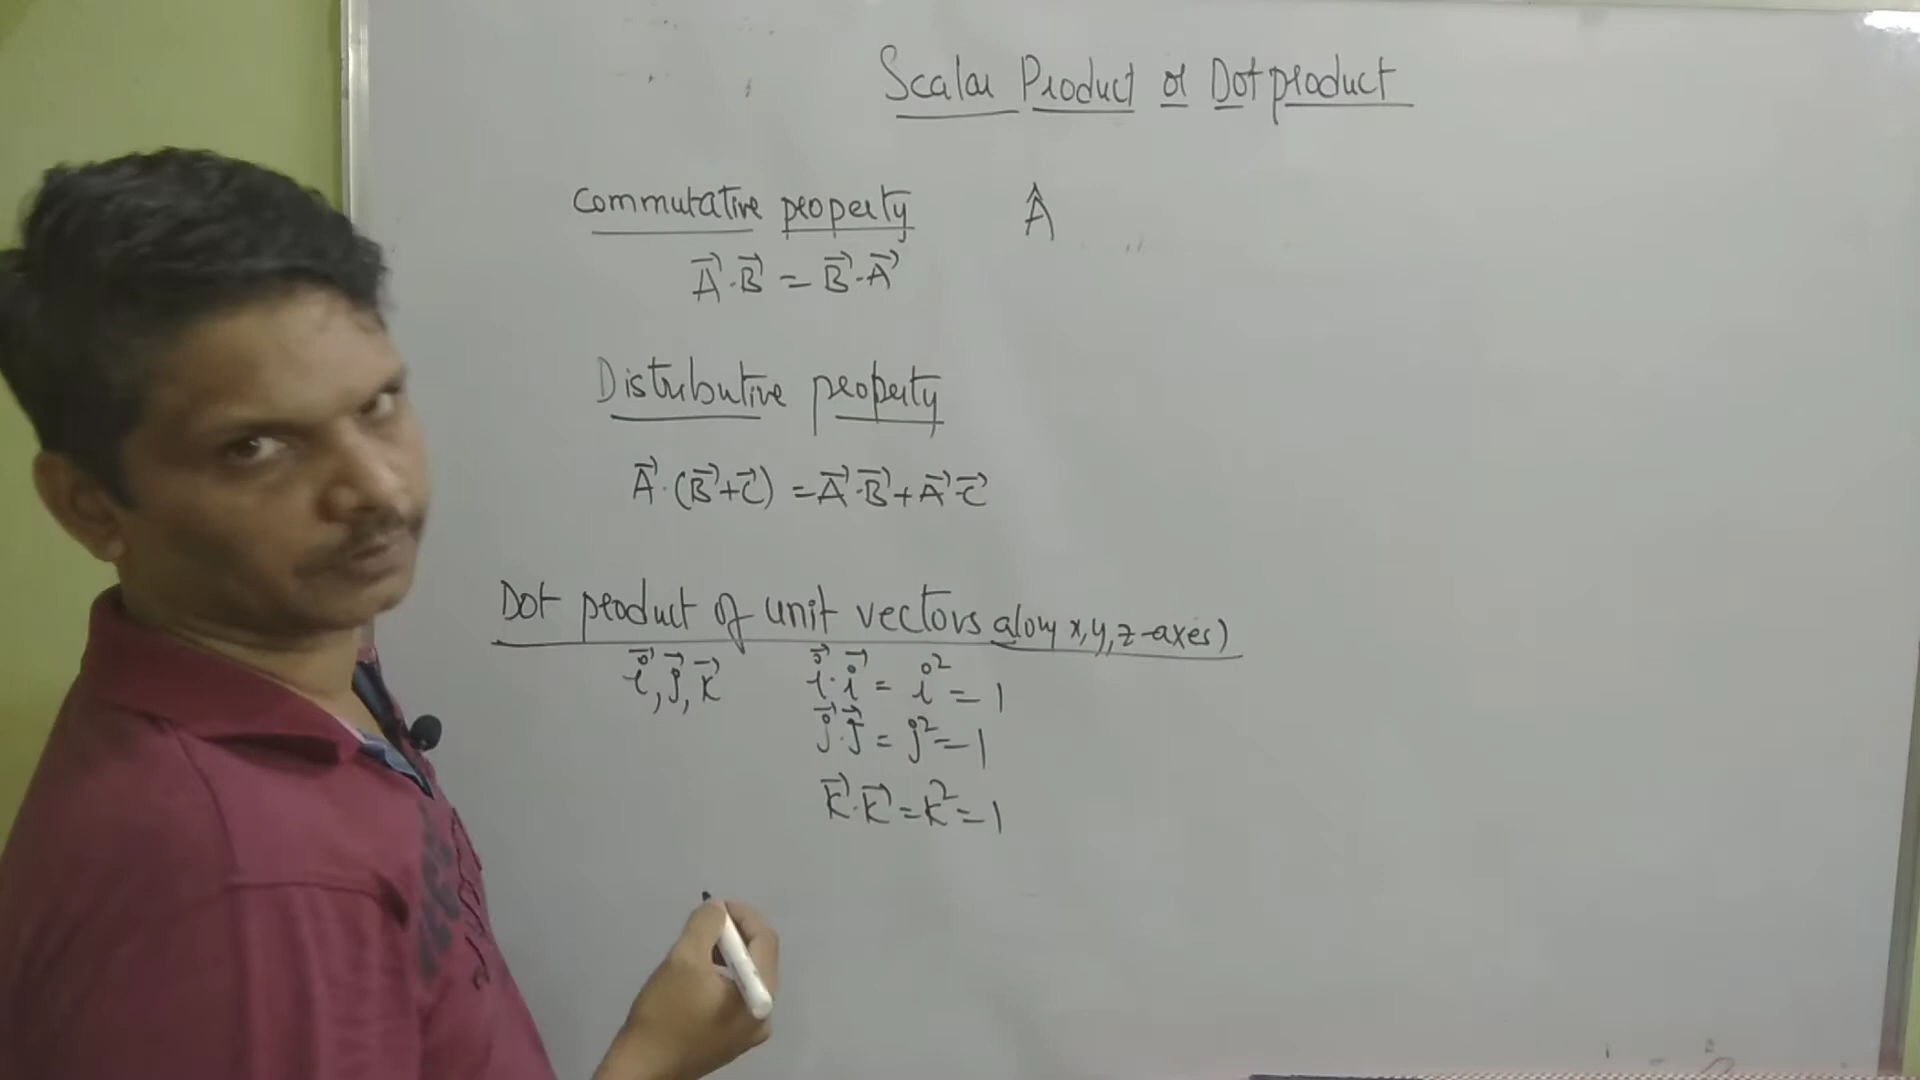 Scalar Product or Dot product
Commutative property
Â
A⃗·B⃗ = B⃗·A⃗
Distributive property
A⃗·(B⃗+C⃗) = A⃗·B⃗+A⃗·C⃗
Dot product of unit vectors along x,y,z-axes)
i⃗, j⃗, k⃗
i⃗·i⃗ = i² = 1
j⃗·j⃗ = j² = 1
k⃗·k⃗ = k² = 1